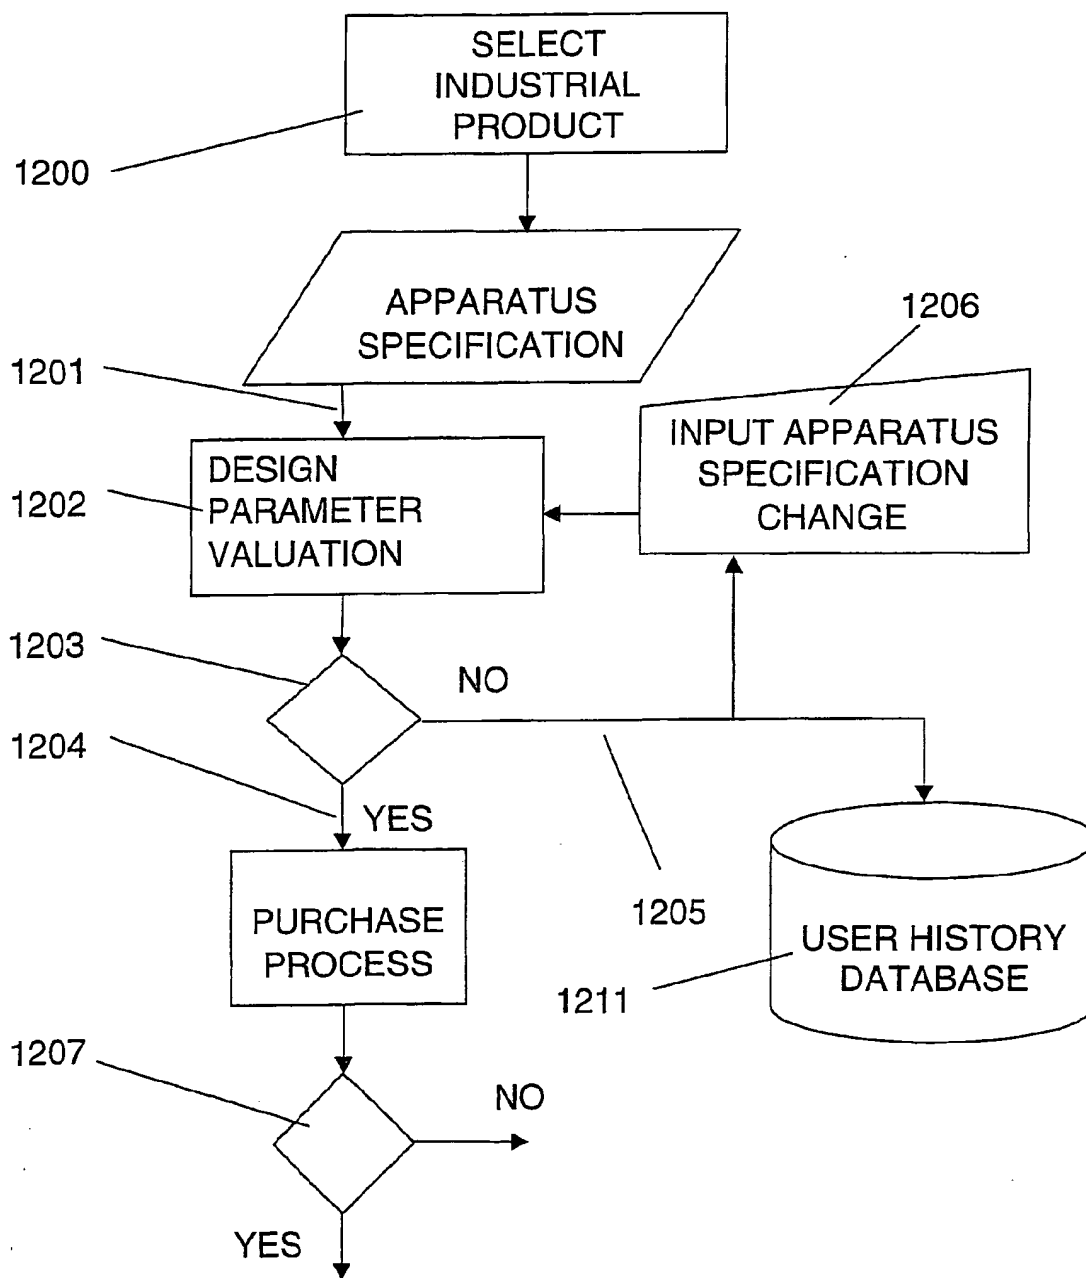 SELECT
INDUSTRIAL
PRODUCT
1200
APPARATUS
SPECIFICATION
1206
1201
INPUT APPARATUS
SPECIFICATION
CHANGE
DESIGN
PARAMETER
VALUATION
1202
1203
NO
1204
YES
1205
PURCHASE
PROCESS
USER HISTORY
DATABASE
1211
1207
NO
YES